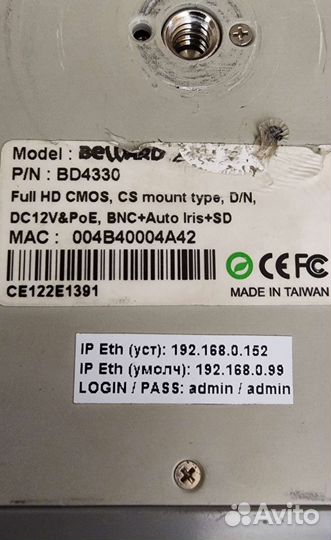 Model : BEWARD
P/N : BD4330
Full HD CMOS, CS mount type, D/N,
DC12V&PoE, BNC+Auto Iris+SD
MAC : 004B40004A42
CE FC
CE122E1391
MADE IN TAIWAN
IP Eth (уст): 192.168.0.152
IP Eth (умолч): 192.168.0.99
LOGIN / PASS: admin / admin
Avito